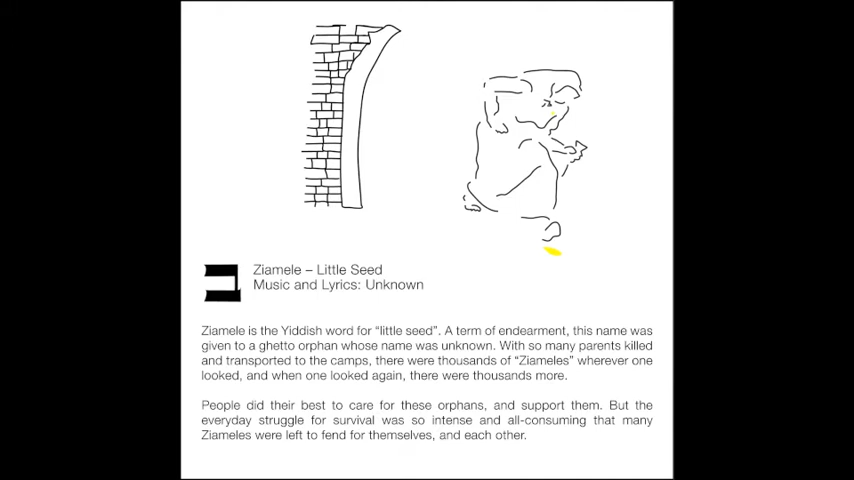 ב
Ziamele – Little Seed
Music and Lyrics: Unknown
Ziamele is the Yiddish word for “little seed”. A term of endearment, this name was
given to a ghetto orphan whose name was unknown. With so many parents killed
and transported to the camps, there were thousands of “Ziameles” wherever one
looked, and when one looked again, there were thousands more.
People did their best to care for these orphans, and support them. But the
everyday struggle for survival was so intense and all-consuming that many
Ziameles were left to fend for themselves, and each other.